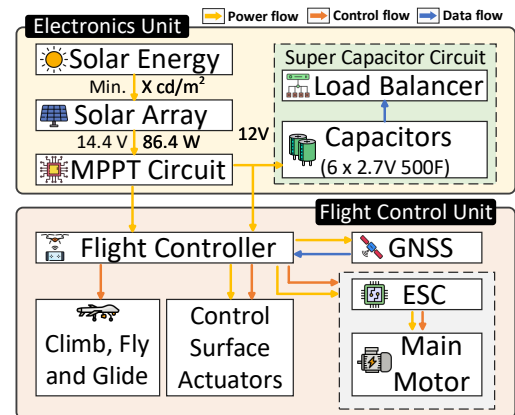 Power flow Control flow Data flow
Electronics Unit
Solar Energy
Min. X cd/m²
Solar Array
14.4 V 86.4 W
MPPT Circuit
12V
Super Capacitor Circuit
Load Balancer
Capacitors
(6 x 2.7V 500F)
Flight Control Unit
Flight Controller
GNSS
Climb, Fly
and Glide
Control
Surface
Actuators
ESC
Main
Motor